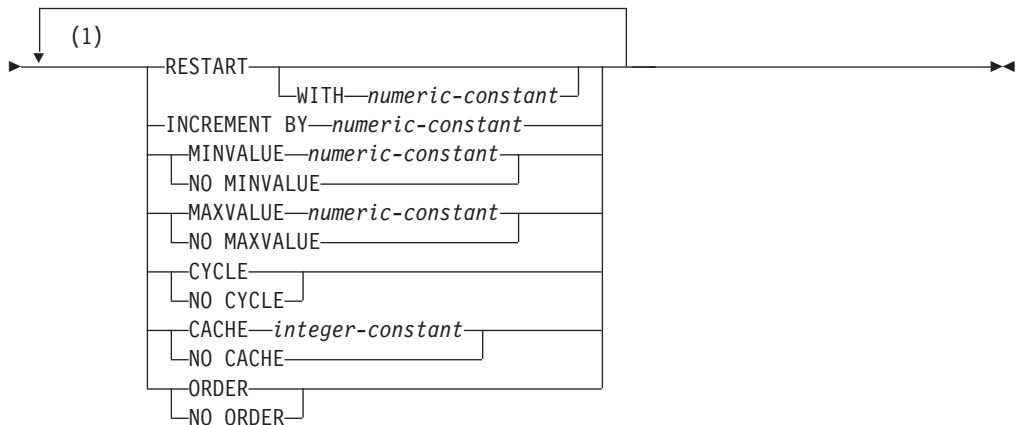 (1)
RESTART
WITH numeric-constant
INCREMENT BY numeric-constant
MINVALUE numeric-constant
NO MINVALUE
MAXVALUE numeric-constant
NO MAXVALUE
CYCLE
NO CYCLE
CACHE integer-constant
NO CACHE
ORDER
NO ORDER